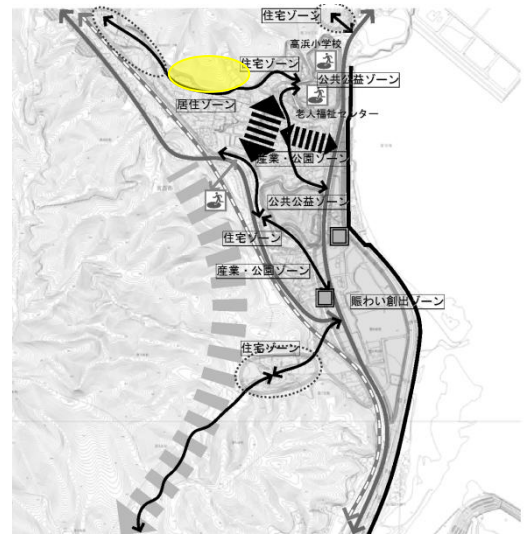 住宅ゾーン
高浜小学校
住宅ゾーン
公共公益ゾーン
居住ゾーン
老人福祉センター
産業・公園ゾーン
公共公益ゾーン
住宅ゾーン
産業・公園ゾーン
賑わい創出ゾーン
住宅ゾーン